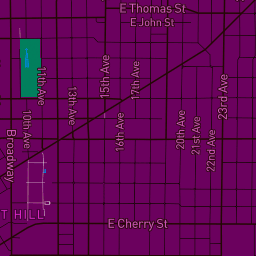 E Thomas St
E John St
11th Ave
10th Ave
13th Ave
15th Ave
17th Ave
16th Ave
20th Ave
21st Ave
22nd Ave
23rd Ave
Broadway
T HILL
E Cherry St